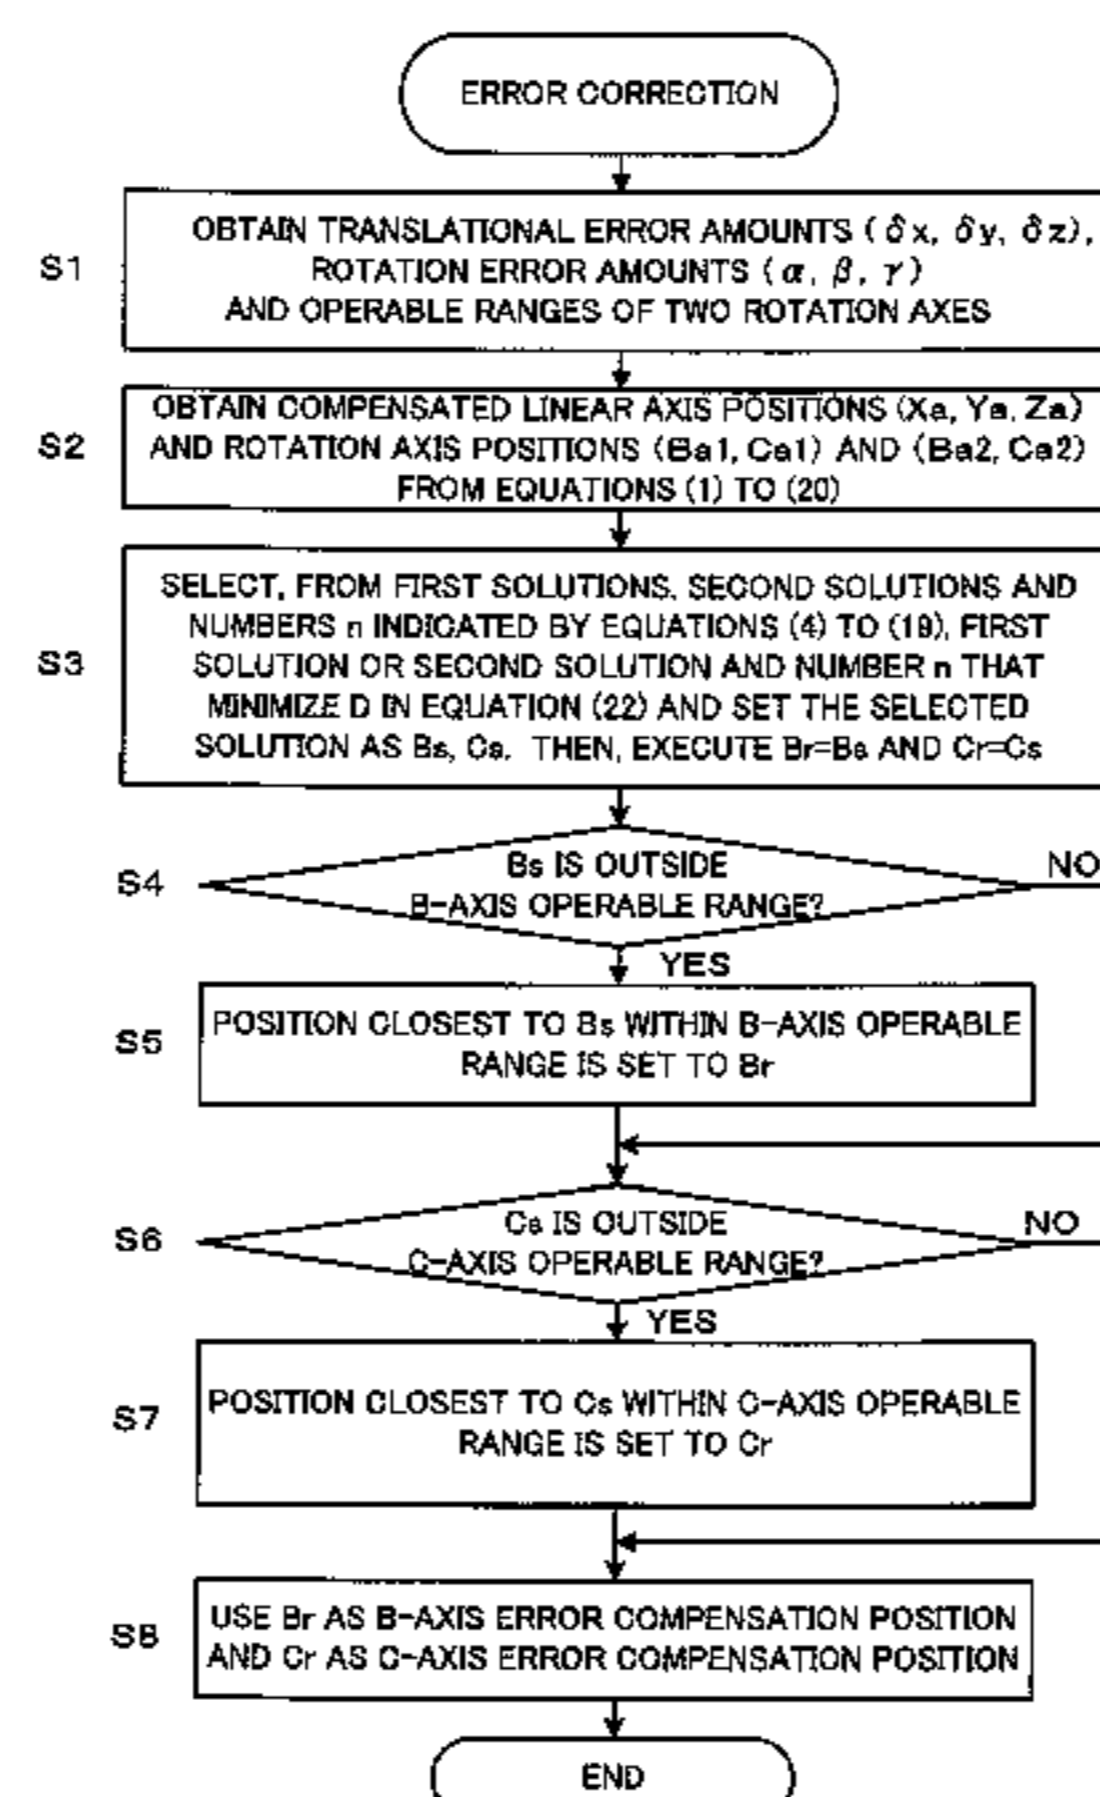 ERROR CORRECTION
S1
OBTAIN TRANSLATIONAL ERROR AMOUNTS (δx, δy, δz),
ROTATION ERROR AMOUNTS (α, β, γ)
AND OPERABLE RANGES OF TWO ROTATION AXES
S2
OBTAIN COMPENSATED LINEAR AXIS POSITIONS (Xa, Ya, Za)
AND ROTATION AXIS POSITIONS (Ba1, Ca1) AND (Ba2, Ca2)
FROM EQUATIONS (1) TO (20)
S3
SELECT, FROM FIRST SOLUTIONS, SECOND SOLUTIONS AND
NUMBERS n INDICATED BY EQUATIONS (4) TO (19), FIRST
SOLUTION OR SECOND SOLUTION AND NUMBER n THAT
MINIMIZE D IN EQUATION (22) AND SET THE SELECTED
SOLUTION AS Bs, Cs. THEN, EXECUTE Br=Bs AND Cr=Cs
S4
Bs IS OUTSIDE
B-AXIS OPERABLE RANGE?
NO
YES
S5
POSITION CLOSEST TO Bs WITHIN B-AXIS OPERABLE
RANGE IS SET TO Br
S6
Cs IS OUTSIDE
C-AXIS OPERABLE RANGE?
NO
YES
S7
POSITION CLOSEST TO Cs WITHIN C-AXIS OPERABLE
RANGE IS SET TO Cr
S8
USE Br AS B-AXIS ERROR COMPENSATION POSITION
AND Cr AS C-AXIS ERROR COMPENSATION POSITION
END